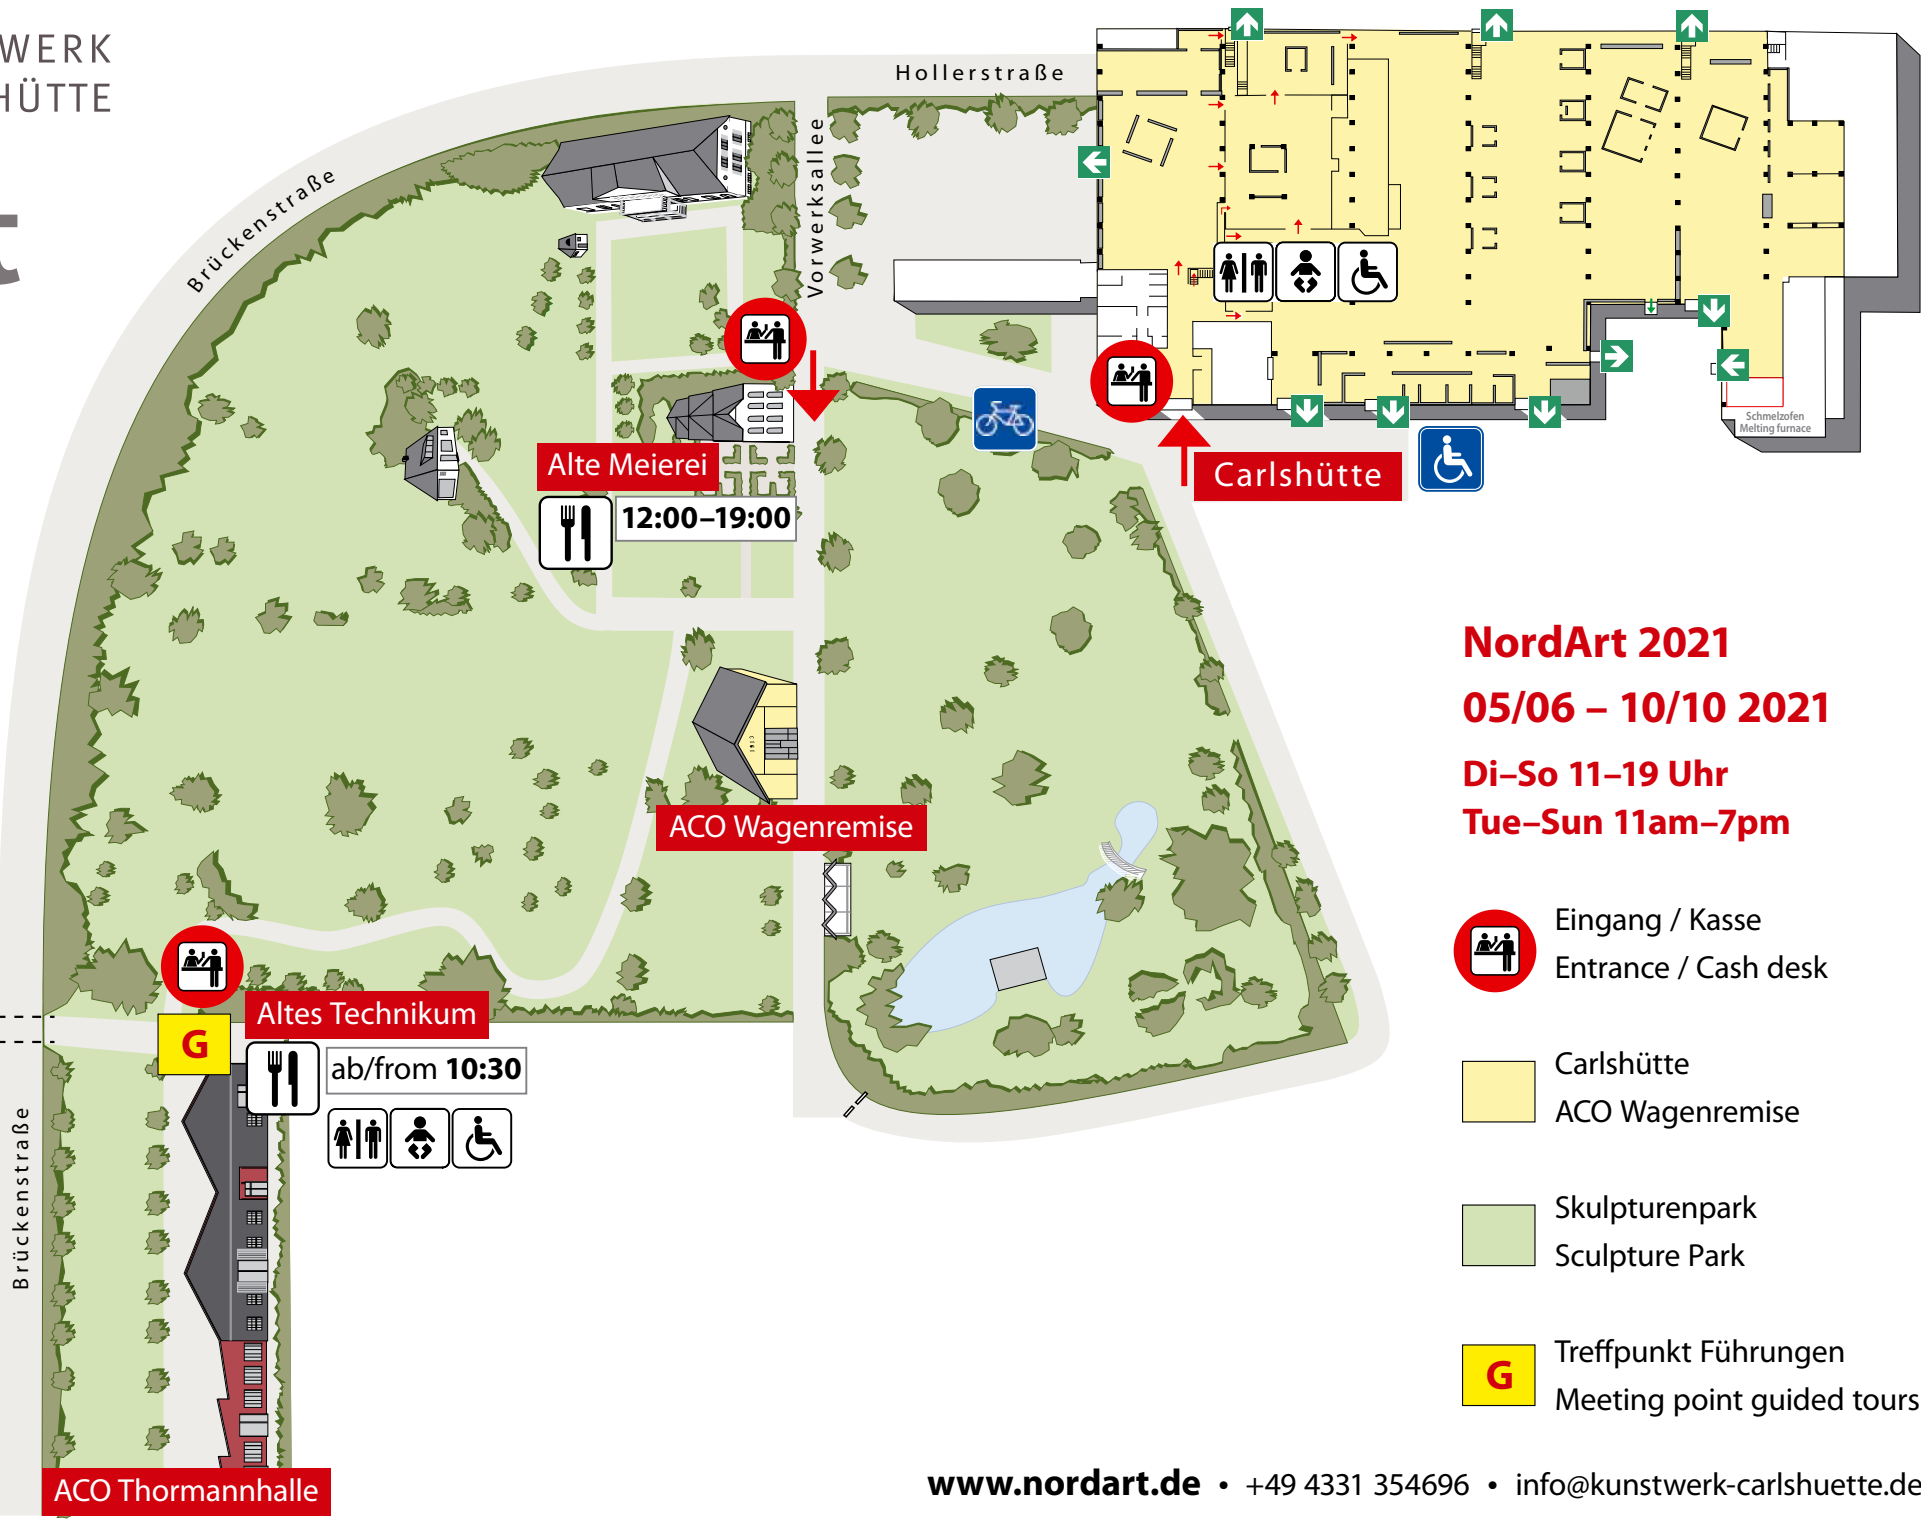 WERK
HÜTTE
t
Hollerstraße
Brückenstraße
Vorwerksallee
Schmelzofen
Melting furnace
Alte Meierei
12:00–19:00
Carlshütte
NordArt 2021
05/06 – 10/10 2021
Di–So 11–19 Uhr
Tue–Sun 11am–7pm
ACO Wagenremise
Eingang / Kasse
Entrance / Cash desk
Altes Technikum
G
ab/from 10:30
Carlshütte
ACO Wagenremise
Brückenstraße
Skulpturenpark
Sculpture Park
G
Treffpunkt Führungen
Meeting point guided tours
ACO Thormannhalle
www.nordart.de • +49 4331 354696 • info@kunstwerk-carlshuette.de